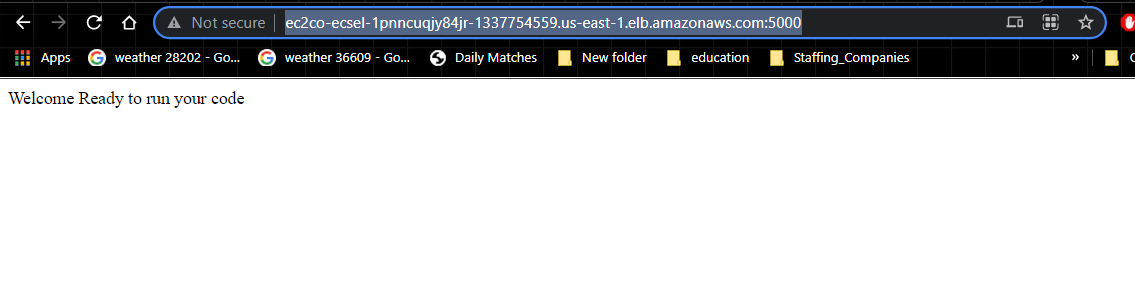 Not secure ec2co-ecsel-1pnncuqjy84jr-1337754559.us-east-1.elb.amazonaws.com:5000
Apps weather 28202 - Go... weather 36609 - Go... Daily Matches New folder education Staffing_Companies »
Welcome Ready to run your code